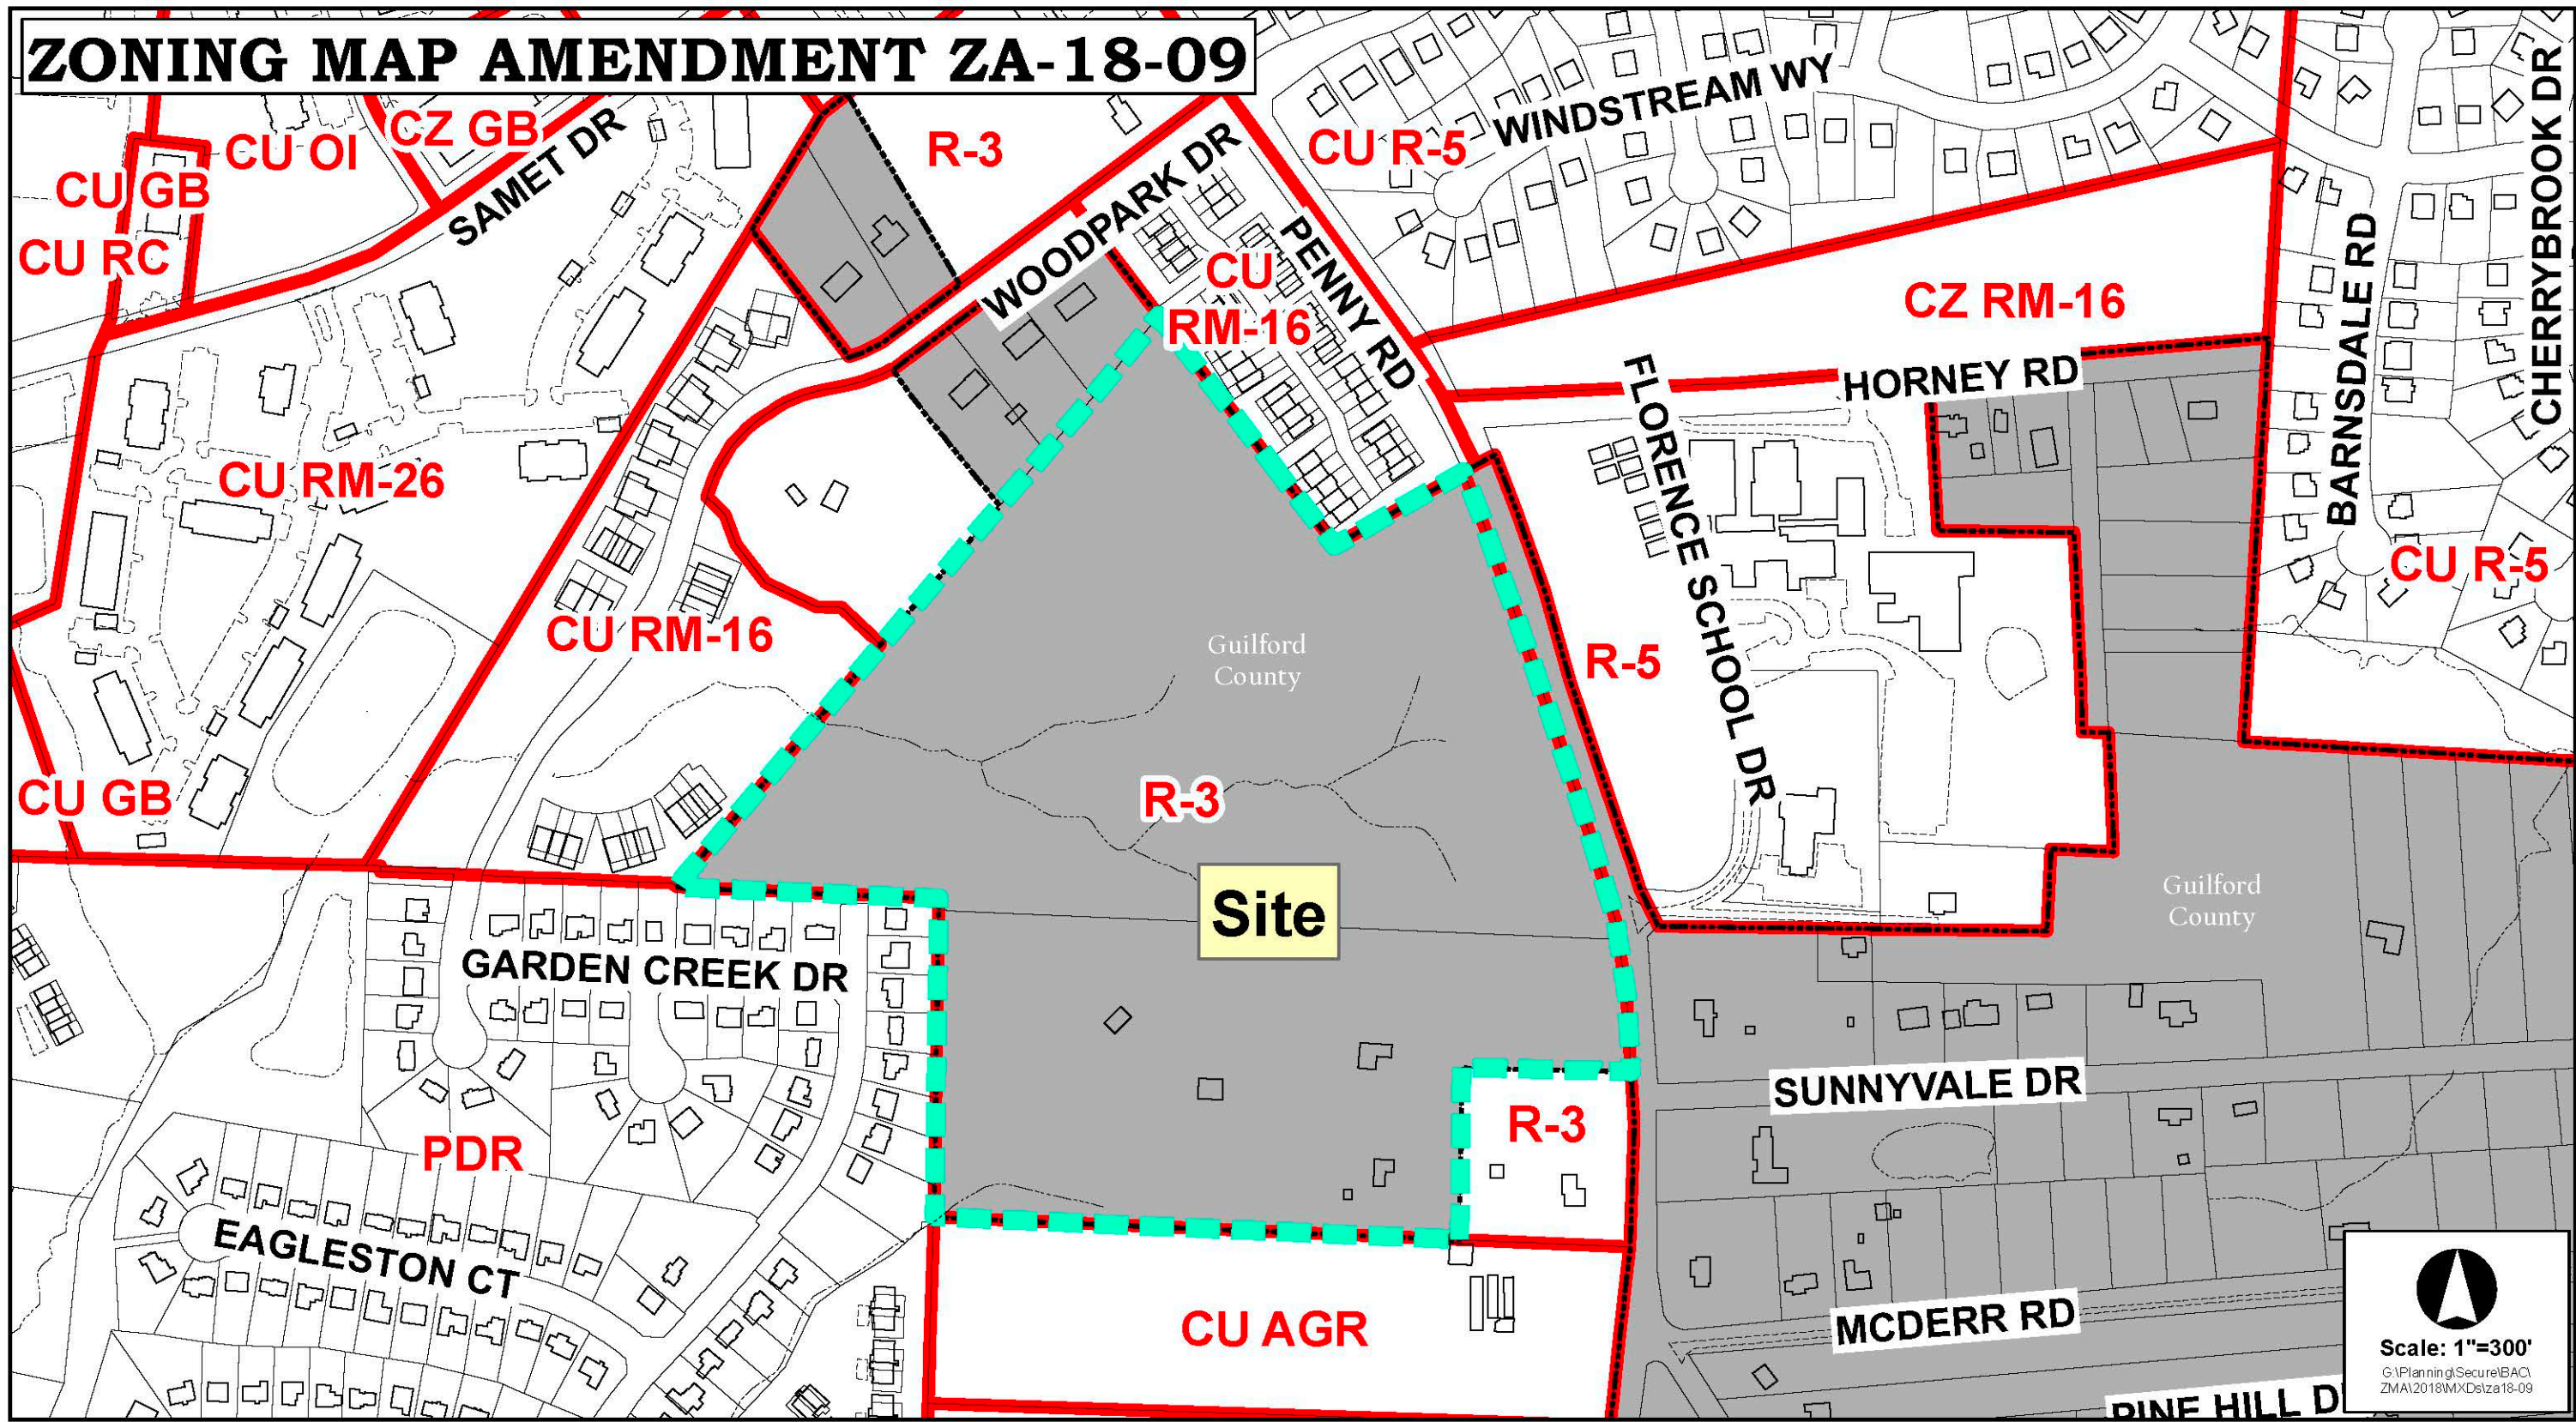 ZONING MAP AMENDMENT ZA-18-09
CU OI
CZ GB
SAMET DR
CU GB
CU RC
R-3
WOODPARK DR
CU R-5
WINDSTREAM WY
CHERRYBROOK DR
PENNY RD
CU
RM-16
CZ RM-16
BARNSDALE RD
HORNEY RD
FLORENCE SCHOOL DR
CU RM-26
CU R-5
CU RM-16
Guilford
County
R-5
R-3
CU GB
Site
Guilford
County
GARDEN CREEK DR
PDR
R-3
SUNNYVALE DR
EAGLESTON CT
CU AGR
MCDERR RD
PINE HILL
Scale: 1"=300'
G:\Planning\Secure\BAC\
ZMA\2018\MXDs\za18-09